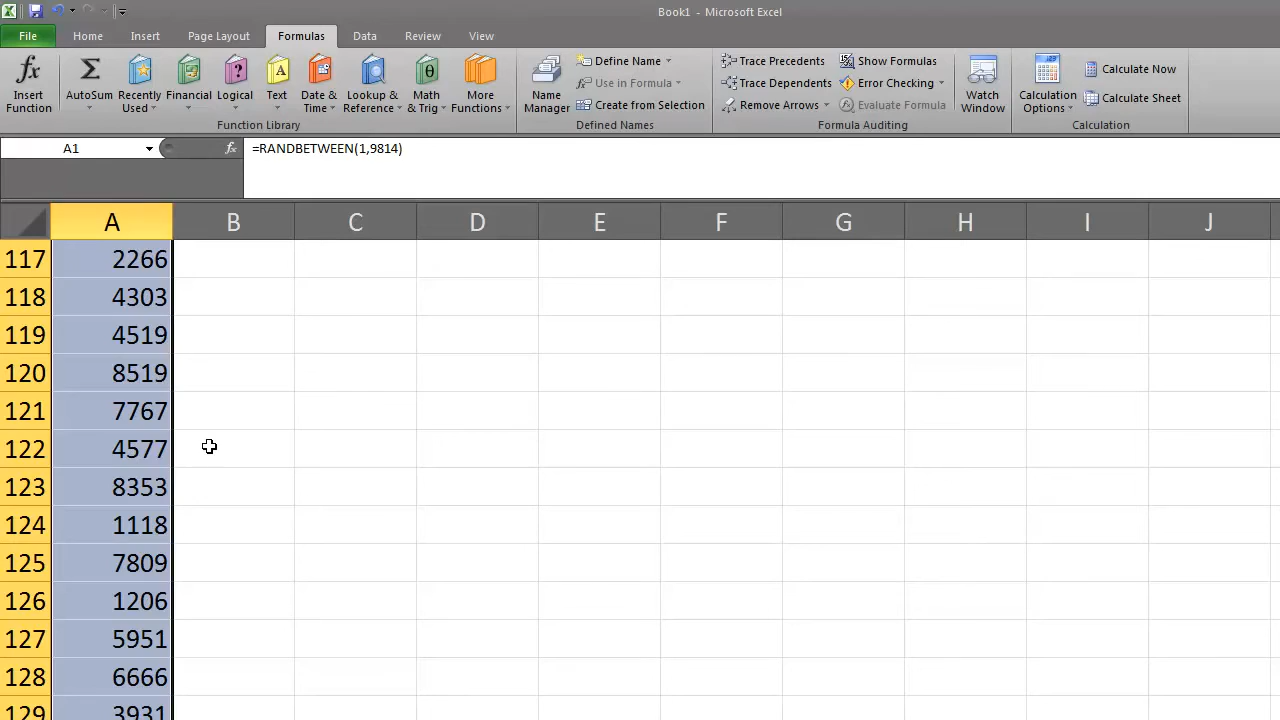 Book1 - Microsoft Excel
File Home Insert Page Layout Formulas Data Review View
Insert Function
AutoSum
Recently Used
Financial
Logical
Text
Date & Time
Lookup & Reference
Math & Trig
More Functions
Function Library
Name Manager
Define Name
Use in Formula
Create from Selection
Defined Names
Trace Precedents
Trace Dependents
Remove Arrows
Show Formulas
Error Checking
Evaluate Formula
Formula Auditing
Watch Window
Calculation Options
Calculate Now
Calculate Sheet
Calculation
A1 fx =RANDBETWEEN(1,9814)
A B C D E F G H I J
117 2266
118 4303
119 4519
120 8519
121 7767
122 4577
123 8353
124 1118
125 7809
126 1206
127 5951
128 6666
129 3931